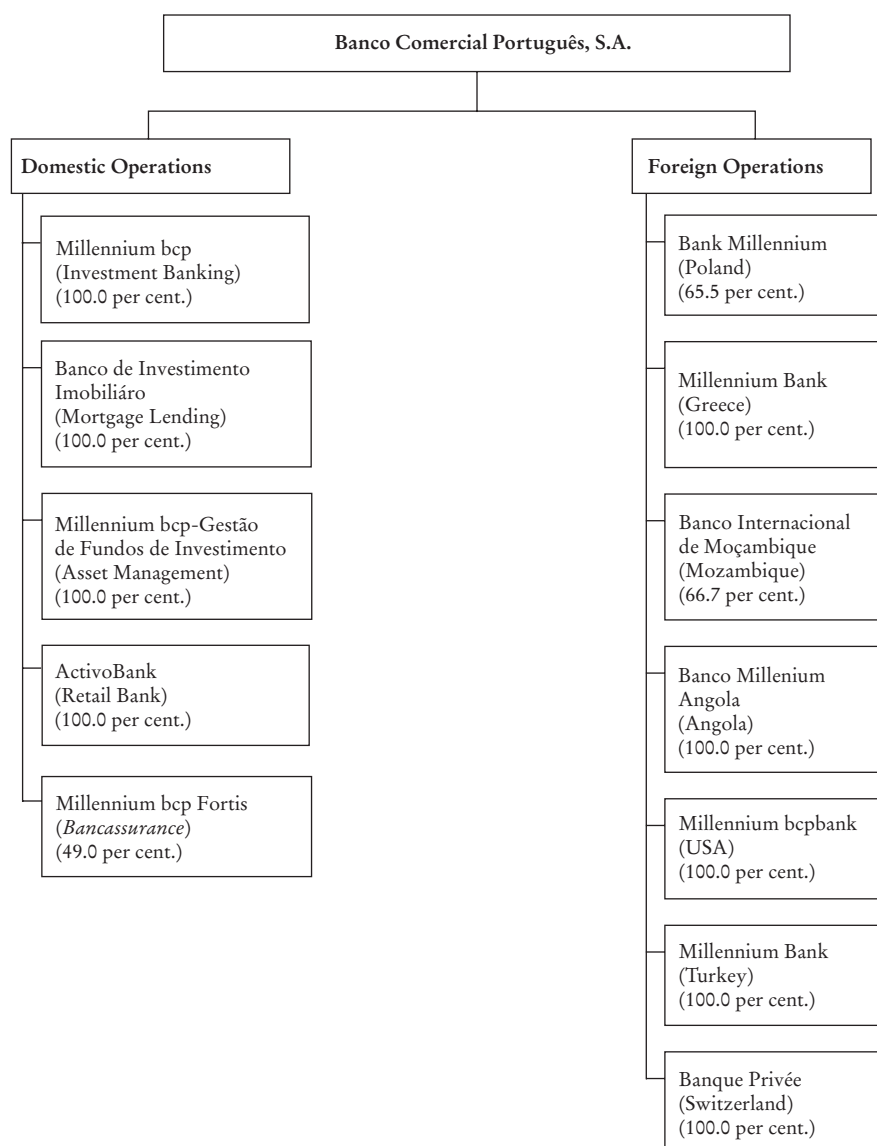 Banco Comercial Português, S.A.
Domestic Operations
Millennium bcp
(Investment Banking)
(100.0 per cent.)
Banco de Investimento
Imobiliáro
(Mortgage Lending)
(100.0 per cent.)
Millennium bcp-Gestão
de Fundos de Investimento
(Asset Management)
(100.0 per cent.)
ActivoBank
(Retail Bank)
(100.0 per cent.)
Millennium bcp Fortis
(Bancassurance)
(49.0 per cent.)
Foreign Operations
Bank Millennium
(Poland)
(65.5 per cent.)
Millennium Bank
(Greece)
(100.0 per cent.)
Banco Internacional
de Moçambique
(Mozambique)
(66.7 per cent.)
Banco Millenium
Angola
(Angola)
(100.0 per cent.)
Millennium bcpbank
(USA)
(100.0 per cent.)
Millennium Bank
(Turkey)
(100.0 per cent.)
Banque Privée
(Switzerland)
(100.0 per cent.)